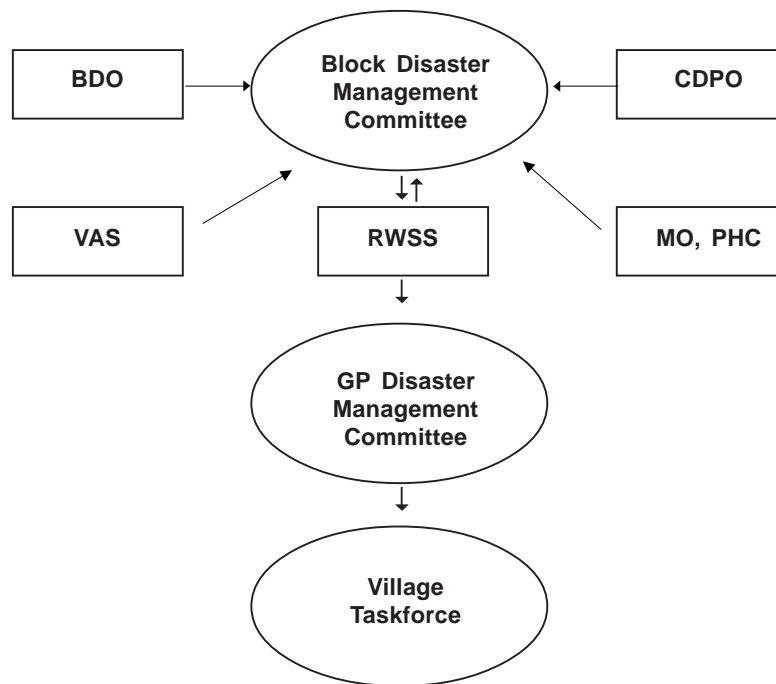 BDO
Block Disaster
Management
Committee
CDPO
VAS
RWSS
MO, PHC
GP Disaster
Management
Committee
Village
Taskforce